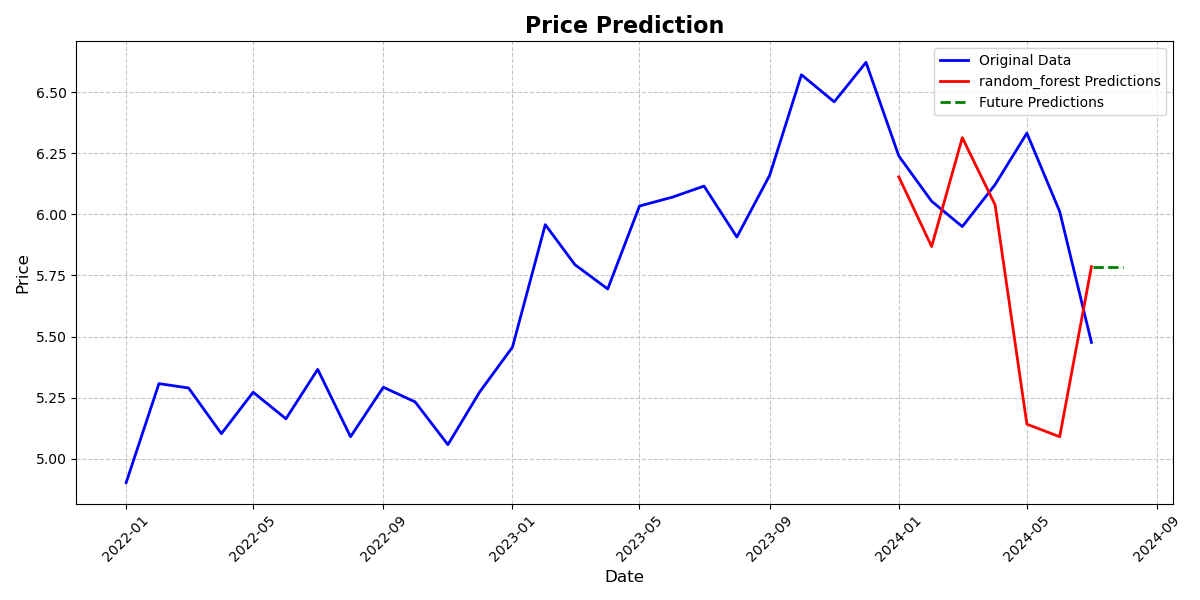 Price Prediction
Original Data
random_forest Predictions
Future Predictions
Price
6.50
6.25
6.00
5.75
5.50
5.25
5.00
2022-01
2022-05
2022-09
2023-01
2023-05
2023-09
2024-01
2024-05
2024-09
Date